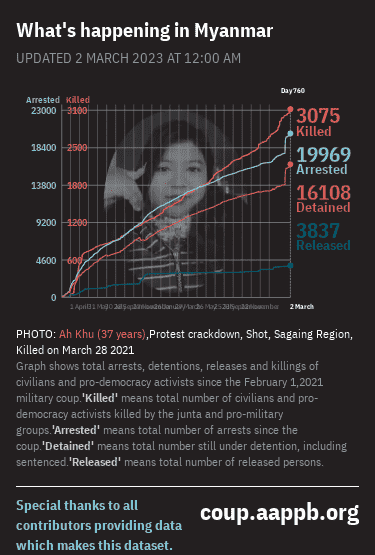 What's happening in Myanmar
UPDATED 2 MARCH 2023 AT 12:00 AM
Day760
Arrested Killed
23000 3100
18400 2500
13800 1800
9200 1200
4600 600
0
3075
Killed
19969
Arrested
16108
Detained
3837
Released
2 March
PHOTO: Ah Khu (37 years),Protest crackdown, Shot, Sagaing Region,
Killed on March 28 2021
Graph shows total arrests, detentions, releases and killings of
civilians and pro-democracy activists since the February 1,2021
military coup.'Killed' means total number of civilians and pro-
democracy activists killed by the junta and pro-military
groups.'Arrested' means total number of arrests since the
coup.'Detained' means total number still under detention, including
sentenced.'Released' means total number of released persons.
Special thanks to all
contributors providing data
which makes this dataset.
coup.aappb.org